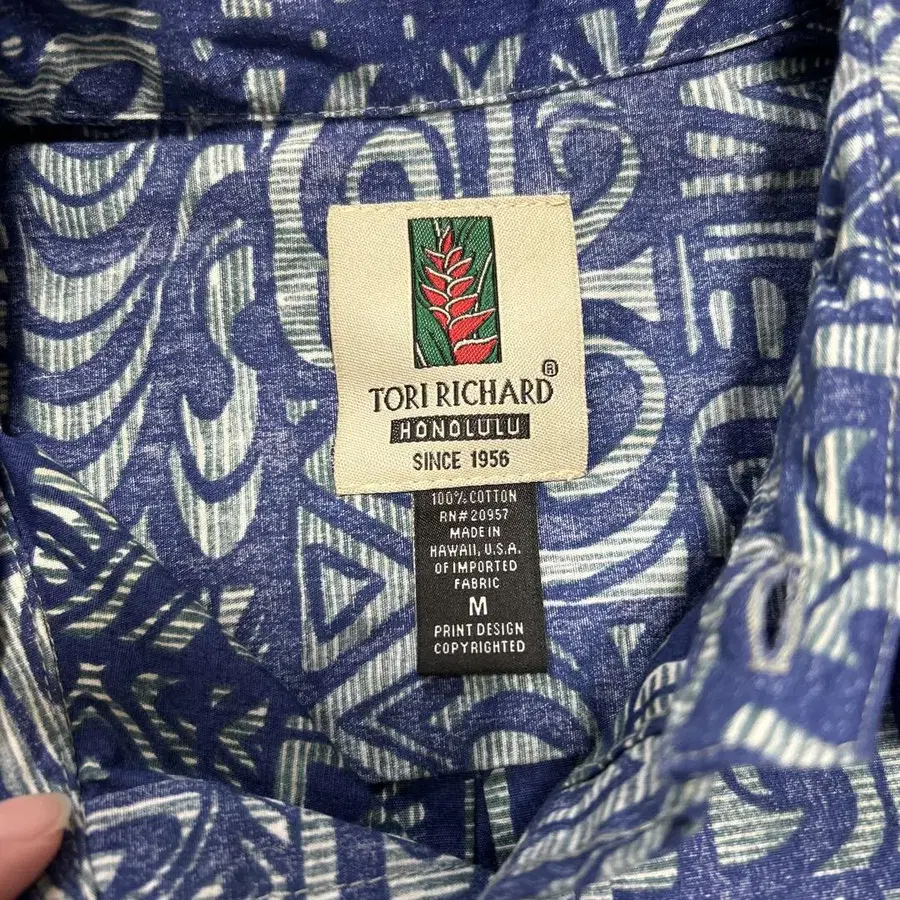 TORI RICHARD®
HONOLULU
SINCE 1956
100% COTTON
RN# 20957
MADE IN
HAWAII, U.S.A.
OF IMPORTED
FABRIC
M
PRINT DESIGN
COPYRIGHTED